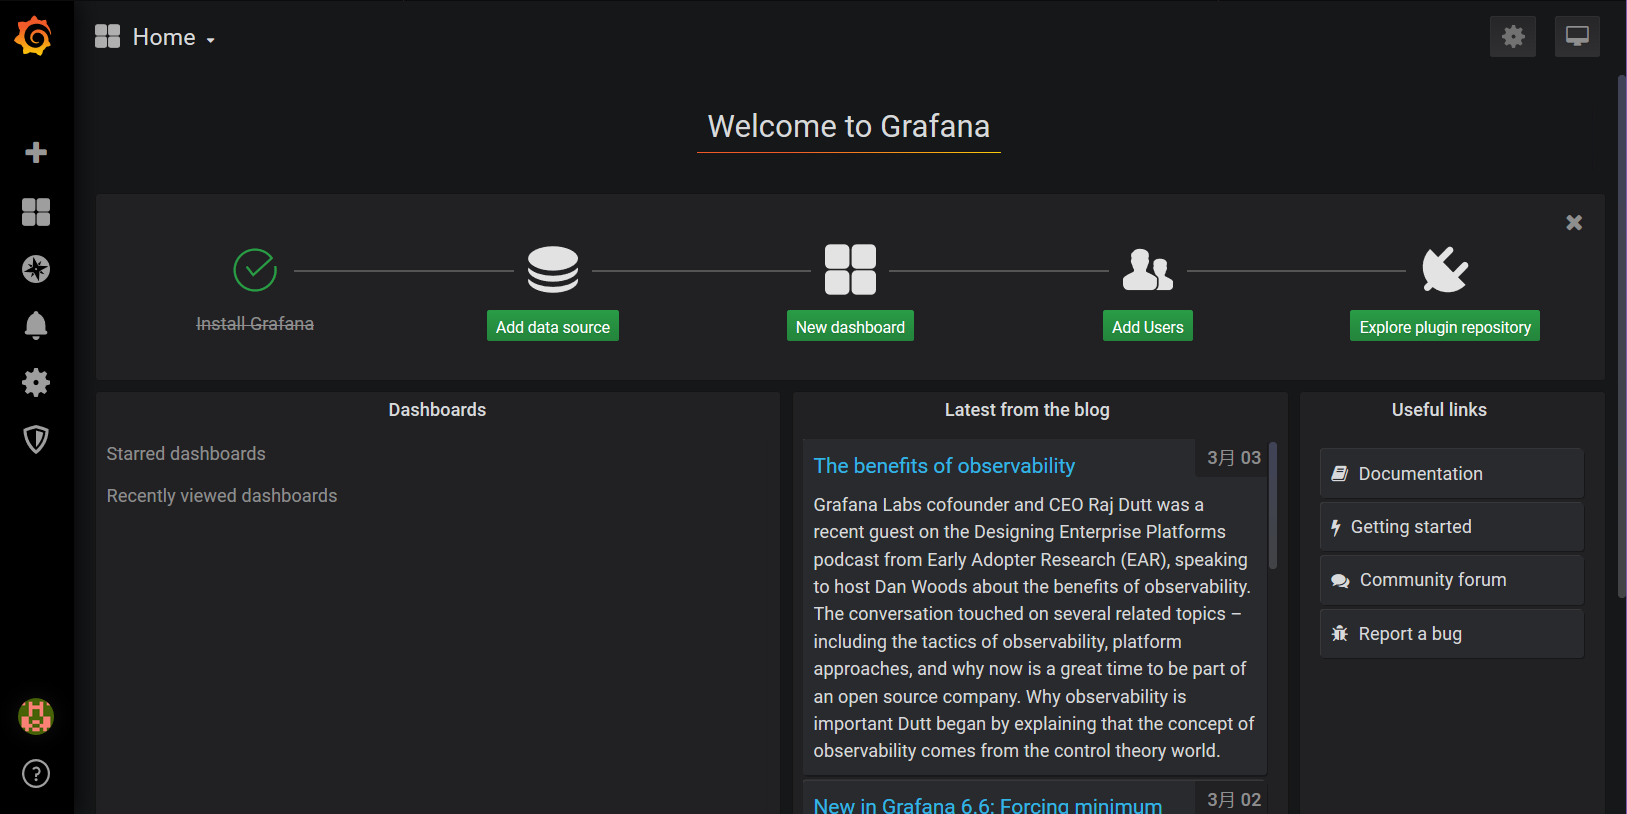 Home
Welcome to Grafana
Install Grafana
Add data source
New dashboard
Add Users
Explore plugin repository
Dashboards
Starred dashboards
Recently viewed dashboards
Latest from the blog
The benefits of observability
3月 03
Grafana Labs cofounder and CEO Raj Dutt was a
recent guest on the Designing Enterprise Platforms
podcast from Early Adopter Research (EAR), speaking
to host Dan Woods about the benefits of observability.
The conversation touched on several related topics –
including the tactics of observability, platform
approaches, and why now is a great time to be part of
an open source company. Why observability is
important Dutt began by explaining that the concept of
observability comes from the control theory world.
New in Grafana 6.6: Forcing minimum
3月 02
Useful links
Documentation
Getting started
Community forum
Report a bug